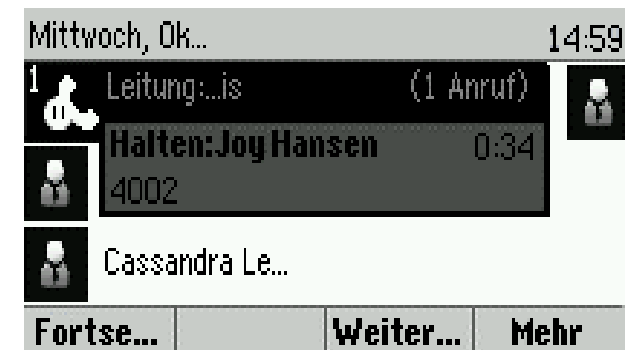 Mittwoch, Ok... 14:59
1 Leitung:...is (1 Anruf)
Halten:Joy Hansen 0:34
4002
Cassandra Le...
Fortse... Weiter... Mehr